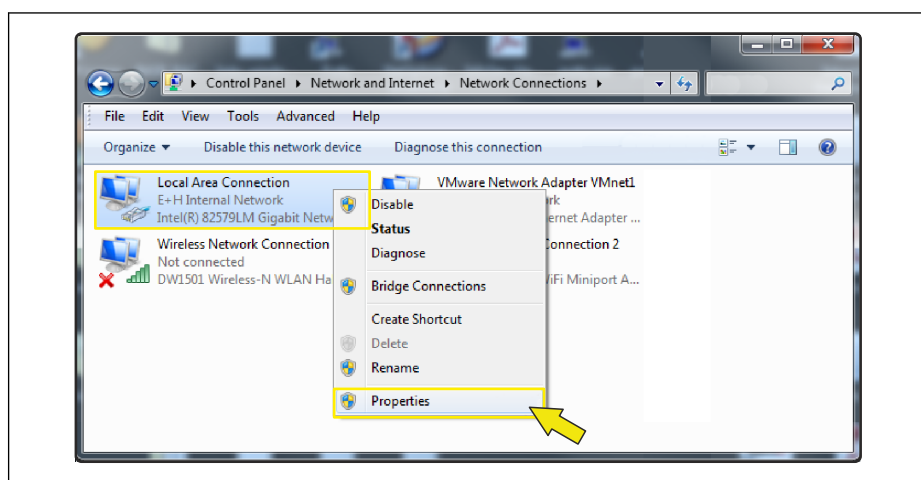 Control Panel Network and Internet Network Connections
File Edit View Tools Advanced Help
Organize Disable this network device Diagnose this connection
Local Area Connection
E+H Internal Network
Intel(R) 82579LM Gigabit Netw
VMware Network Adapter VMnet1
rk
ernet Adapter ...
Wireless Network Connection
Not connected
DW1501 Wireless-N WLAN Ha
Connection 2
WiFi Miniport A...
Disable
Status
Diagnose
Bridge Connections
Create Shortcut
Delete
Rename
Properties